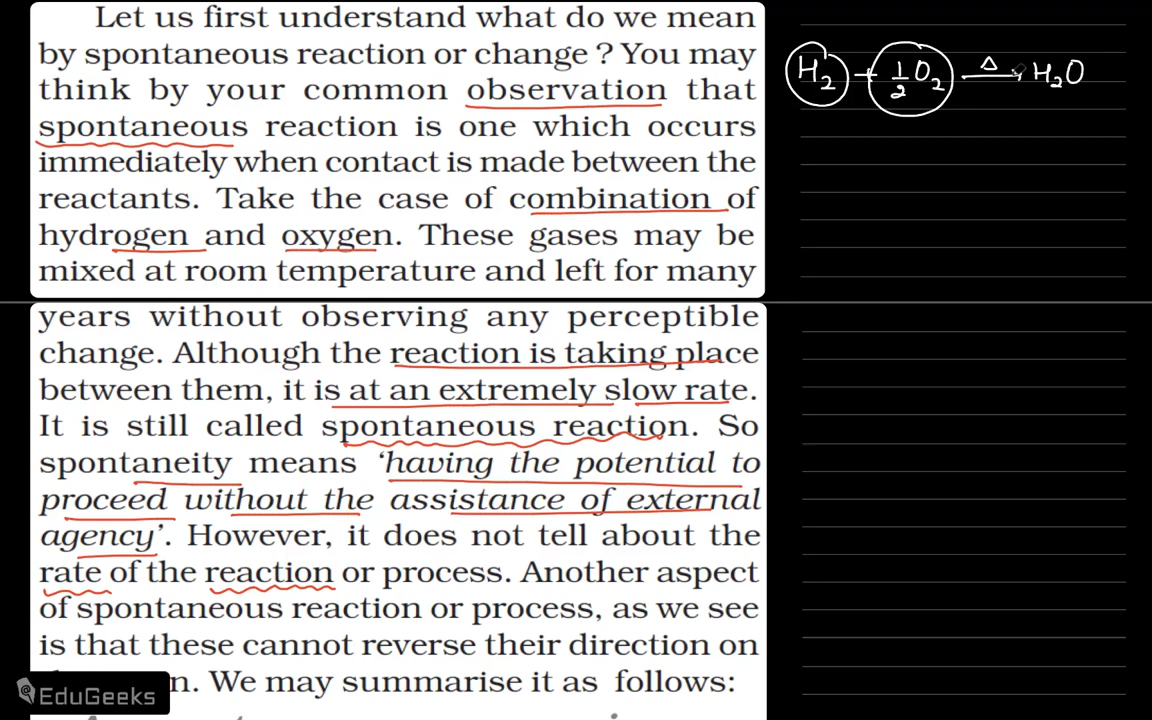 Let us first understand what do we mean
by spontaneous reaction or change ? You may
think by your common observation that
spontaneous reaction is one which occurs
immediately when contact is made between the
reactants. Take the case of combination of
hydrogen and oxygen. These gases may be
mixed at room temperature and left for many
years without observing any perceptible
change. Although the reaction is taking place
between them, it is at an extremely slow rate.
It is still called spontaneous reaction. So
spontaneity means ‘having the potential to
proceed without the assistance of external
agency’. However, it does not tell about the
rate of the reaction or process. Another aspect
of spontaneous reaction or process, as we see
is that these cannot reverse their direction on
We may summarise it as follows:
EduGeeks
H₂ + ½ O₂ —Δ→ H₂O